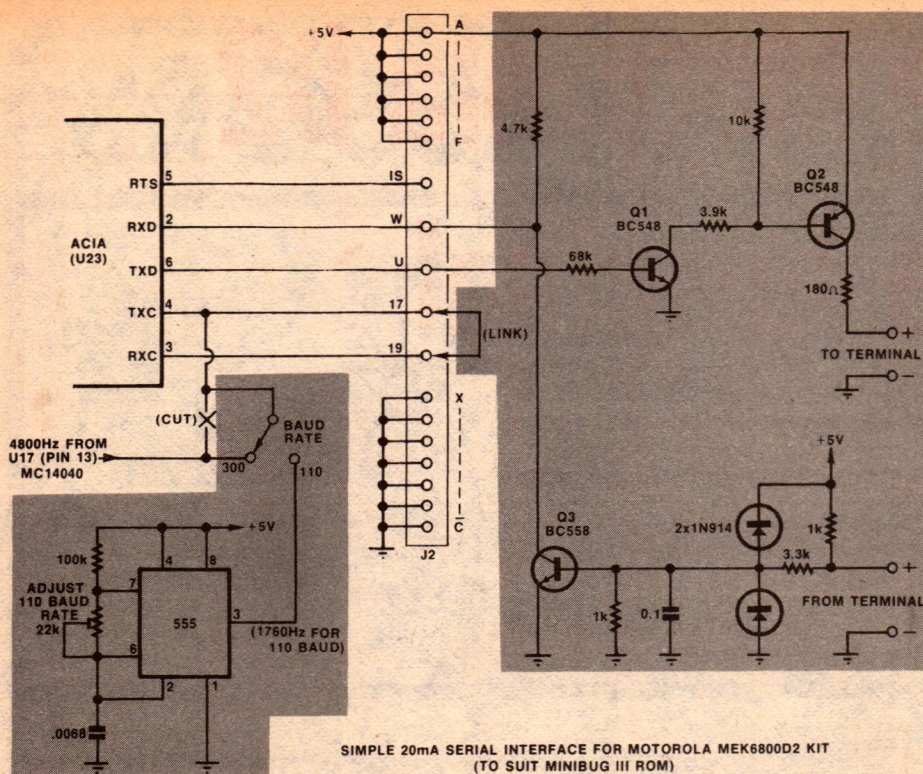 +5V
A
F
4.7k
10k
Q2
BC548
Q1
BC548
3.9k
RTS
5
IS
RXD
2
W
ACIA
(U23)
TXD
6
U
68k
180Ω
TXC
4
17
(LINK)
+
TO TERMINAL
−
RXC
3
19
X
(CUT)
BAUD
RATE
4800Hz FROM
U17 (PIN 13)
MC14040
300
110
+5V
+5V
Q3
BC558
2x1N914
1k
3.3k
+
FROM TERMINAL
−
C
J2
100k
4
8
ADJUST
110 BAUD
RATE
22k
7
555
3
(1760Hz FOR
110 BAUD)
6
2
1
1k
0.1
.0068
SIMPLE 20mA SERIAL INTERFACE FOR MOTOROLA MEK6800D2 KIT
(TO SUIT MINIBUG III ROM)